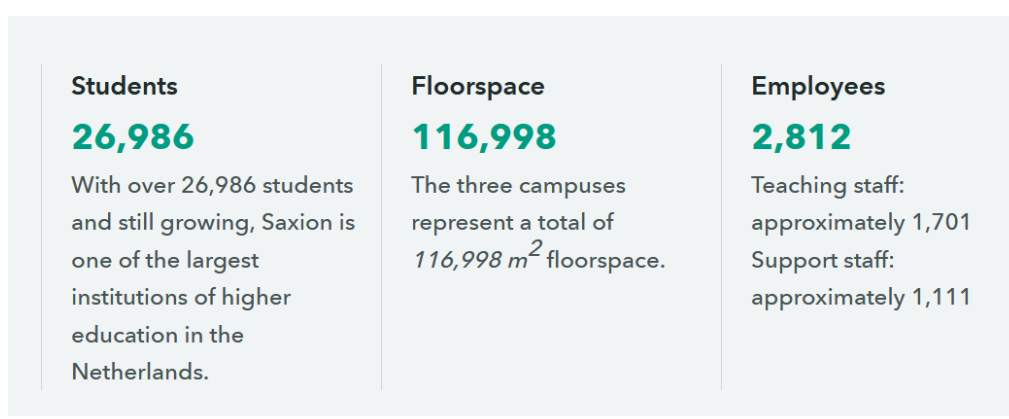 Students
26,986
With over 26,986 students
and still growing, Saxion is
one of the largest
institutions of higher
education in the
Netherlands.
Floorspace
116,998
The three campuses
represent a total of
116,998 m² floorspace.
Employees
2,812
Teaching staff:
approximately 1,701
Support staff:
approximately 1,111